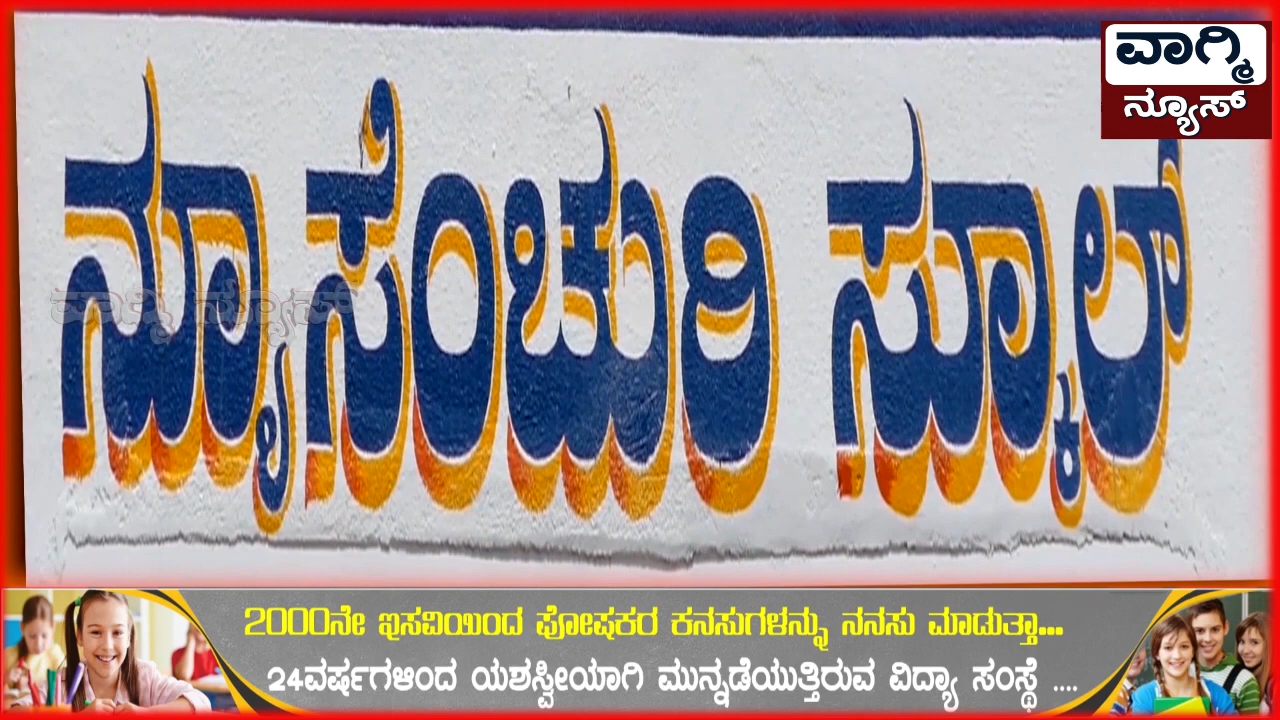 ವಾಗ್ಮಿ
ನ್ಯೂಸ್
ನ್ಯೂ ಸೆಂಚುರಿ ಸ್ಕೂಲ್
ವಾಗ್ಮಿ ನ್ಯೂಸ್
2000ನೇ ಇಸವಿಯಿಂದ ಪೋಷಕರ ಕನಸುಗಳನ್ನು ನನಸು ಮಾಡುತ್ತಾ...
24ವರ್ಷಗಳಿಂದ ಯಶಸ್ವೀಯಾಗಿ ಮುನ್ನಡೆಯುತ್ತಿರುವ ವಿದ್ಯಾ ಸಂಸ್ಥೆ ....